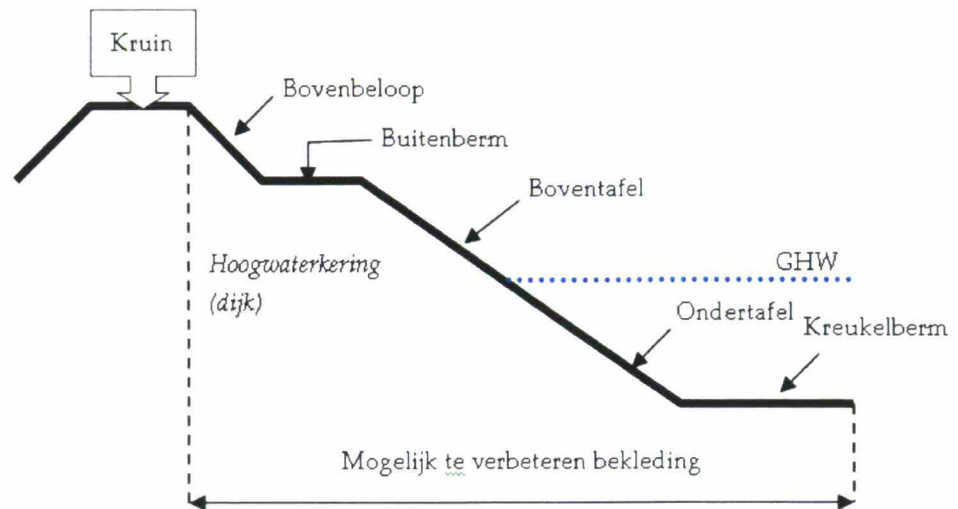 Kruin
Bovenbeloop
Buitenberm
Boventafel
Hoogwaterkering
(dijk)
GHW
Ondertafel
Kreukelberm
Mogelijk te verbeteren bekleding